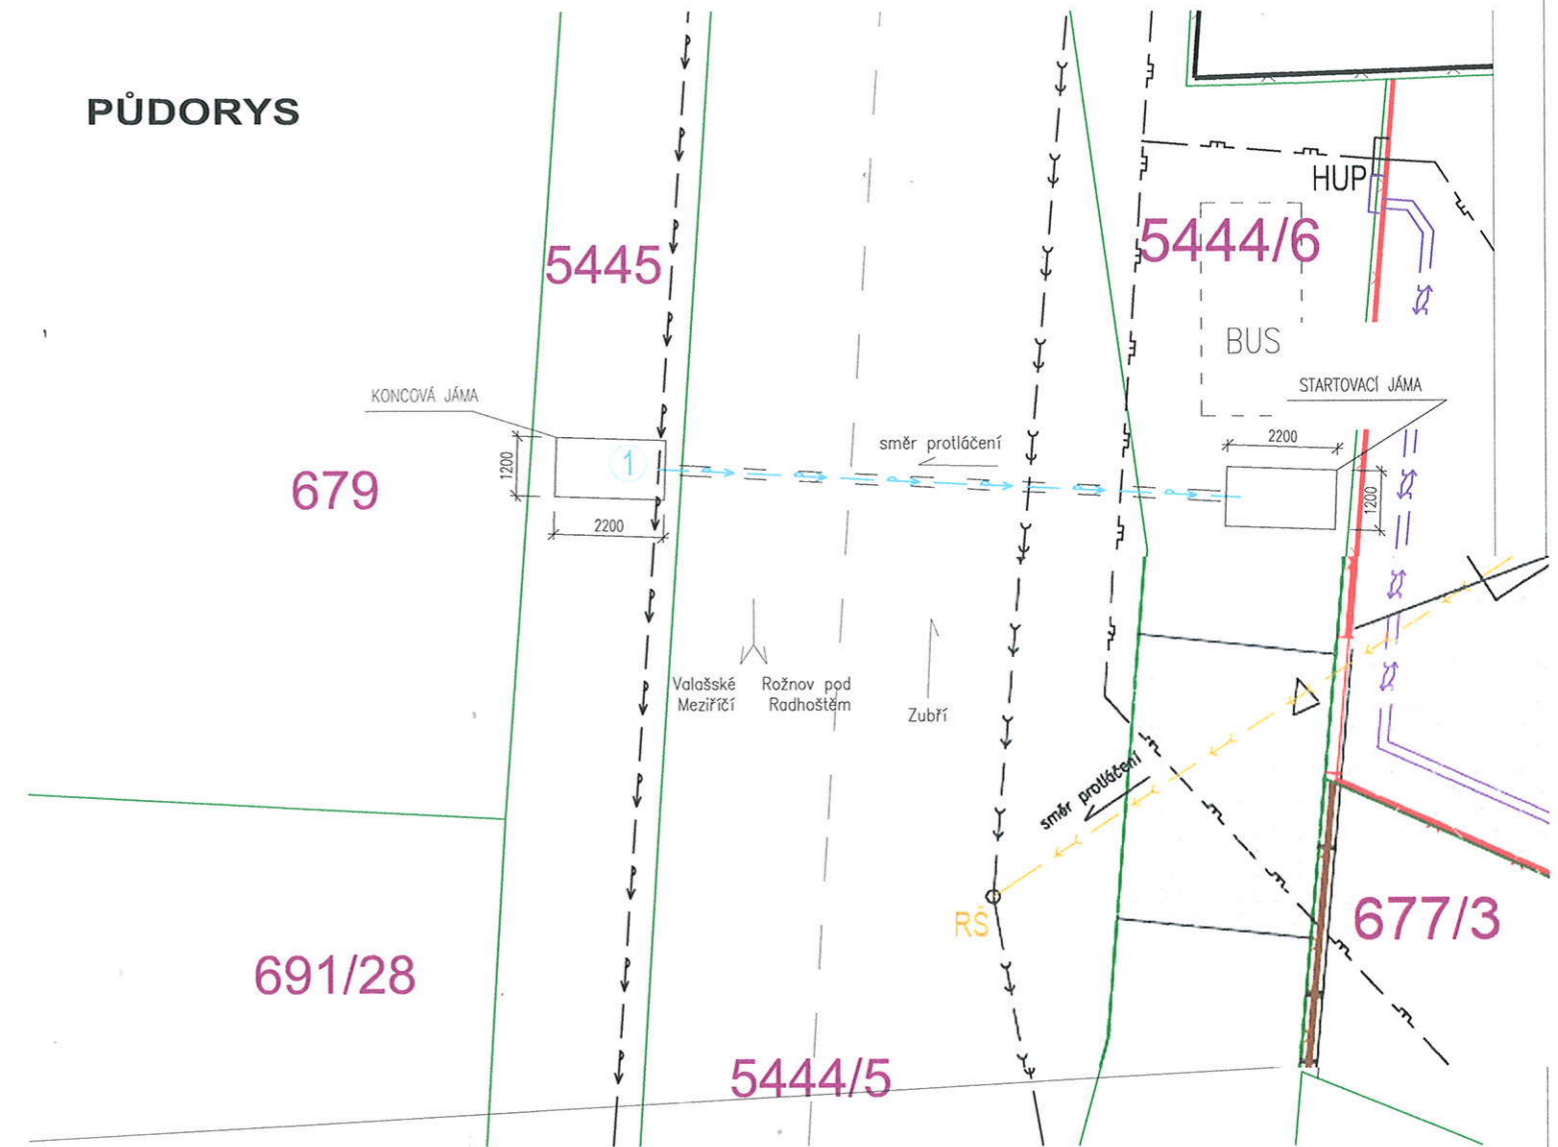 PŮDORYS
HUP
5444/6
5445
BUS
KONCOVÁ JÁMA
STARTOVACÍ JÁMA
směr protláčení
2200
1200
1
679
1200
2200
Valašské
Meziříčí
Rožnov pod
Radhoštěm
Zubří
směr protláčení
RŠ
677/3
691/28
5444/5